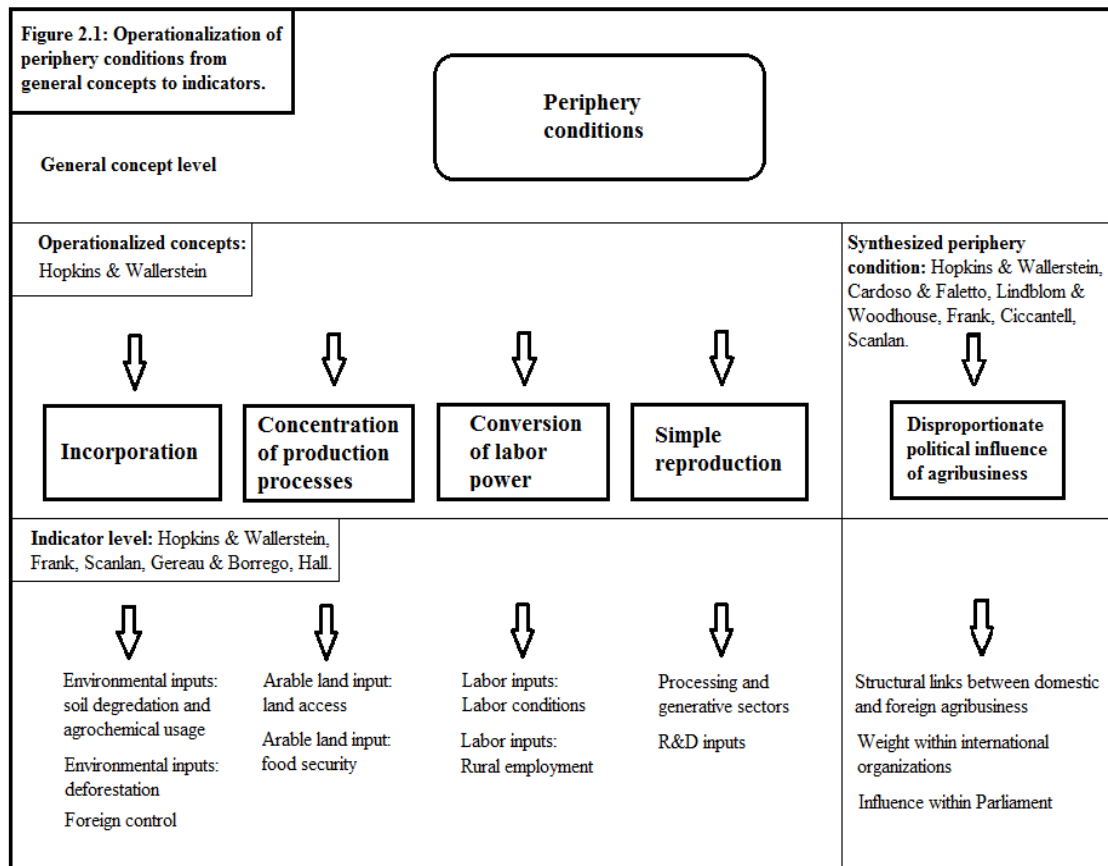 Figure 2.1: Operationalization of
periphery conditions from
general concepts to indicators.
Periphery
conditions
General concept level
Operationalized concepts:
Hopkins & Wallerstein
Synthesized periphery
condition: Hopkins & Wallerstein,
Cardoso & Faletto, Lindblom &
Woodhouse, Frank, Ciccantell,
Scanlan.
Incorporation
Concentration
of production
processes
Conversion
of labor
power
Simple
reproduction
Disproportionate
political influence
of agribusiness
Indicator level: Hopkins & Wallerstein,
Frank, Scanlan, Gereau & Borrego, Hall.
Environmental inputs:
soil degredation and
agrochemical usage
Environmental inputs:
deforestation
Foreign control
Arable land input:
land access
Arable land input:
food security
Labor inputs:
Labor conditions
Labor inputs:
Rural employment
Processing and
generative sectors
R&D inputs
Structural links between domestic
and foreign agribusiness
Weight within international
organizations
Influence within Parliament